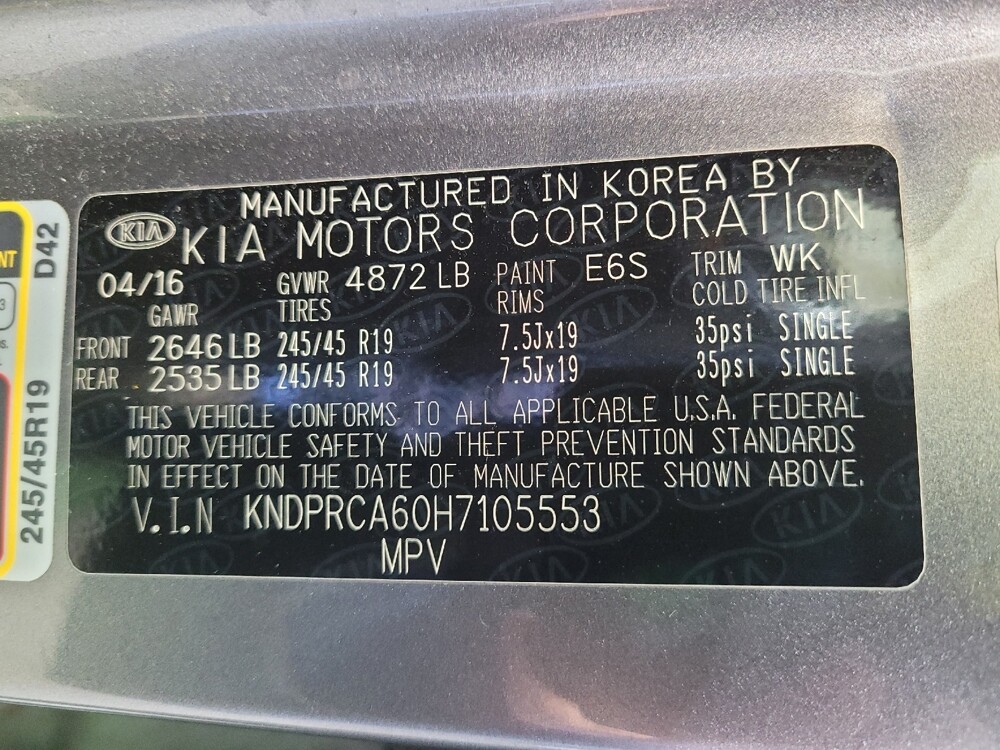 MANUFACTURED IN KOREA BY
KIA KIA MOTORS CORPORATION
04/16 GVWR 4872 LB PAINT E6S TRIM WK
GAWR TIRES RIMS COLD TIRE INFL
FRONT 2646 LB 245/45 R19 7.5Jx19 35psi SINGLE
REAR 2535 LB 245/45 R19 7.5Jx19 35psi SINGLE
THIS VEHICLE CONFORMS TO ALL APPLICABLE U.S.A. FEDERAL
MOTOR VEHICLE SAFETY AND THEFT PREVENTION STANDARDS
IN EFFECT ON THE DATE OF MANUFACTURE SHOWN ABOVE.
V.I.N KNDPRCA60H7105553
MPV
245/45R19 D42